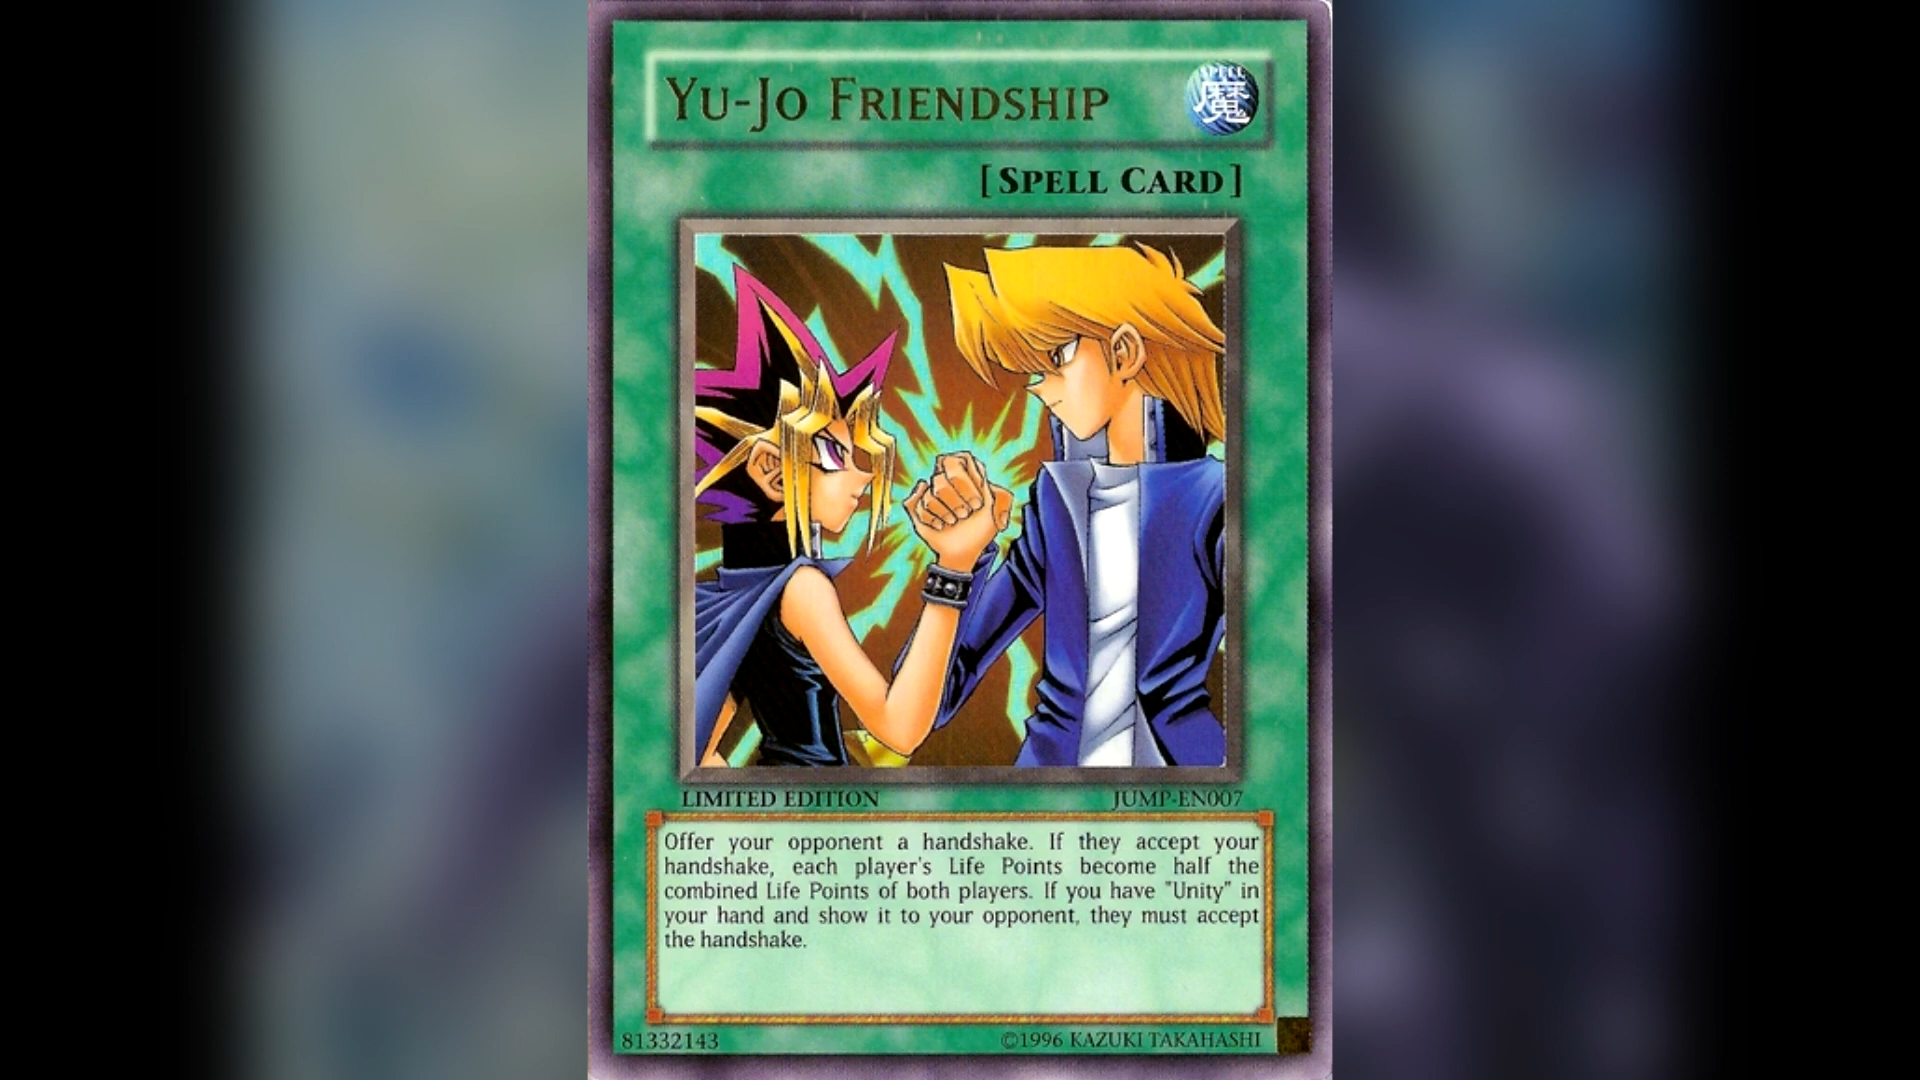 YU-JO FRIENDSHIP
SPELL
魔
[SPELL CARD]
LIMITED EDITION
JUMP-EN007
Offer your opponent a handshake. If they accept your
handshake, each player's Life Points become half the
combined Life Points of both players. If you have "Unity" in
your hand and show it to your opponent, they must accept
the handshake.
81332143
©1996 KAZUKI TAKAHASHI